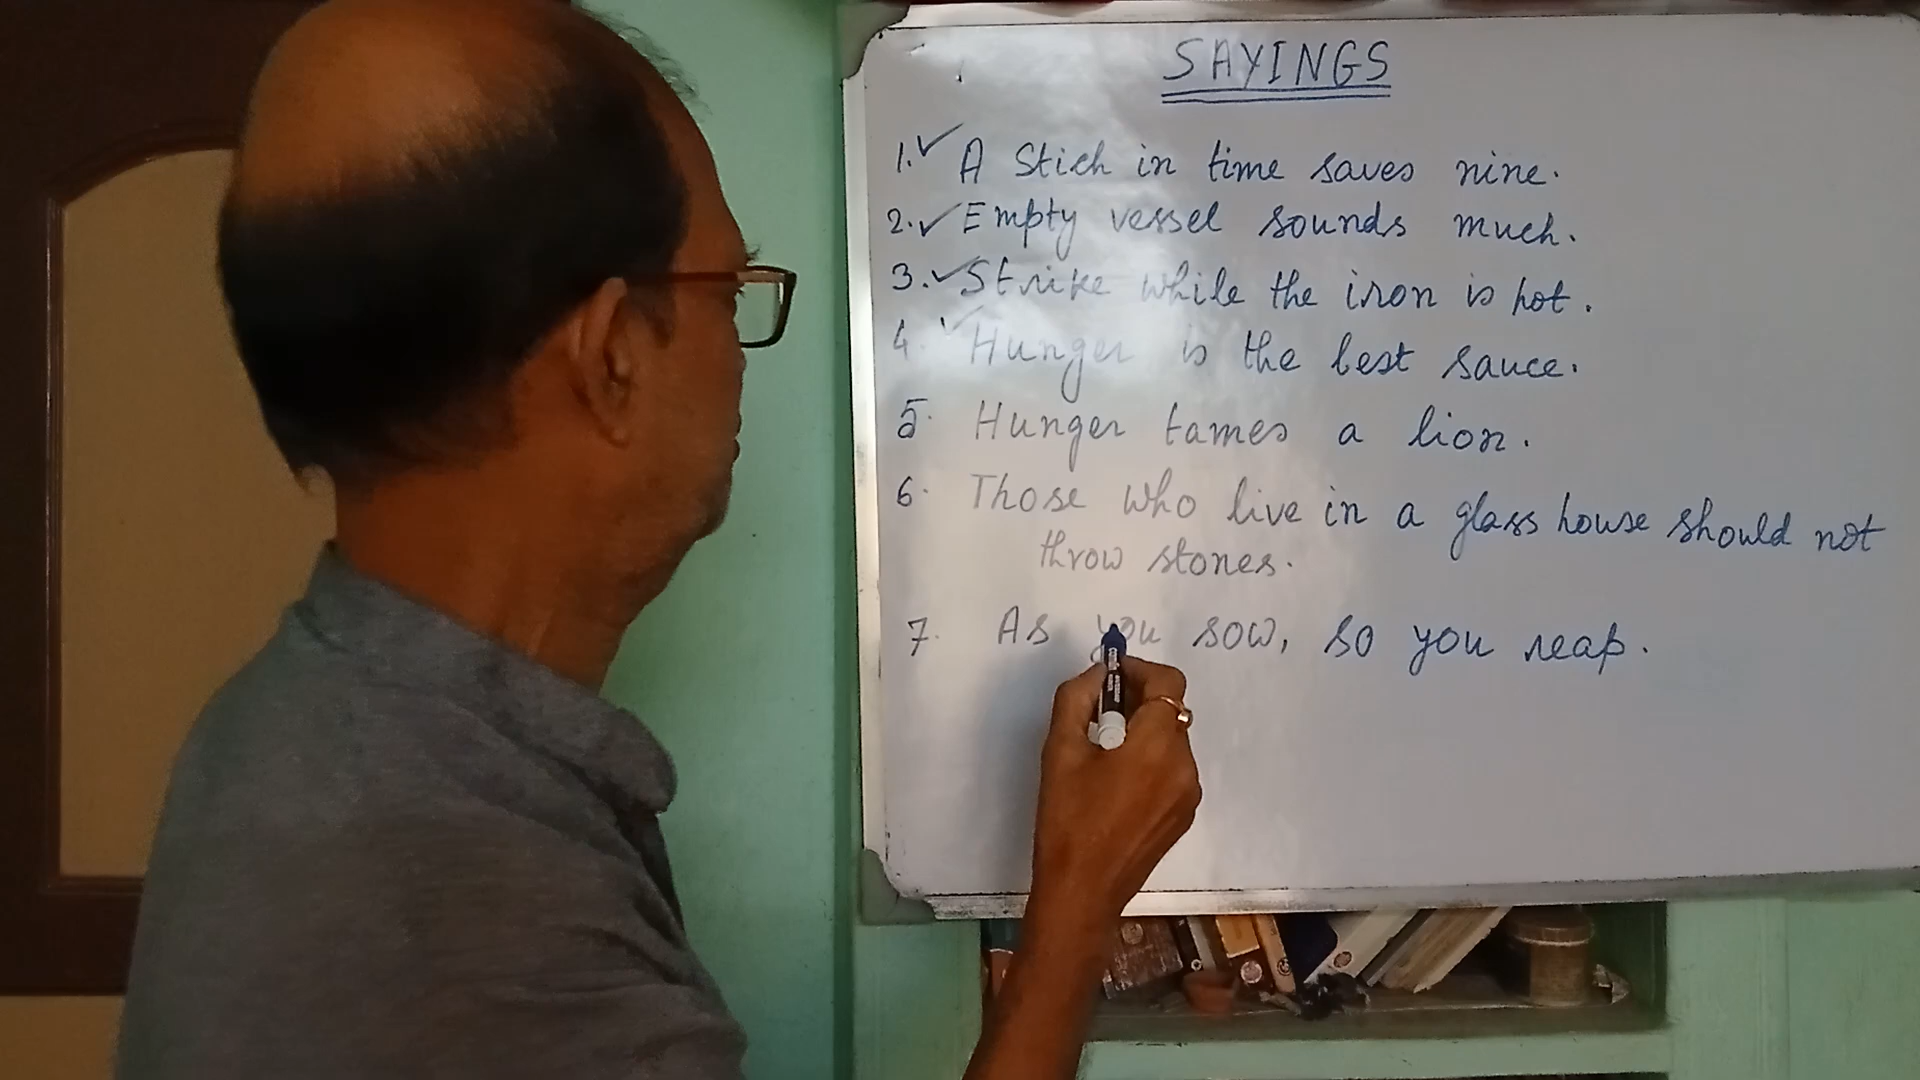 SAYINGS
1. ✓ A Stich in time saves nine.
2. ✓ Empty vessel sounds much.
3. ✓ Strike while the iron is hot.
4. ✓ Hunger is the best sauce.
5. Hunger tames a lion.
6. Those who live in a glass house should not
throw stones.
7. As you sow, so you reap.